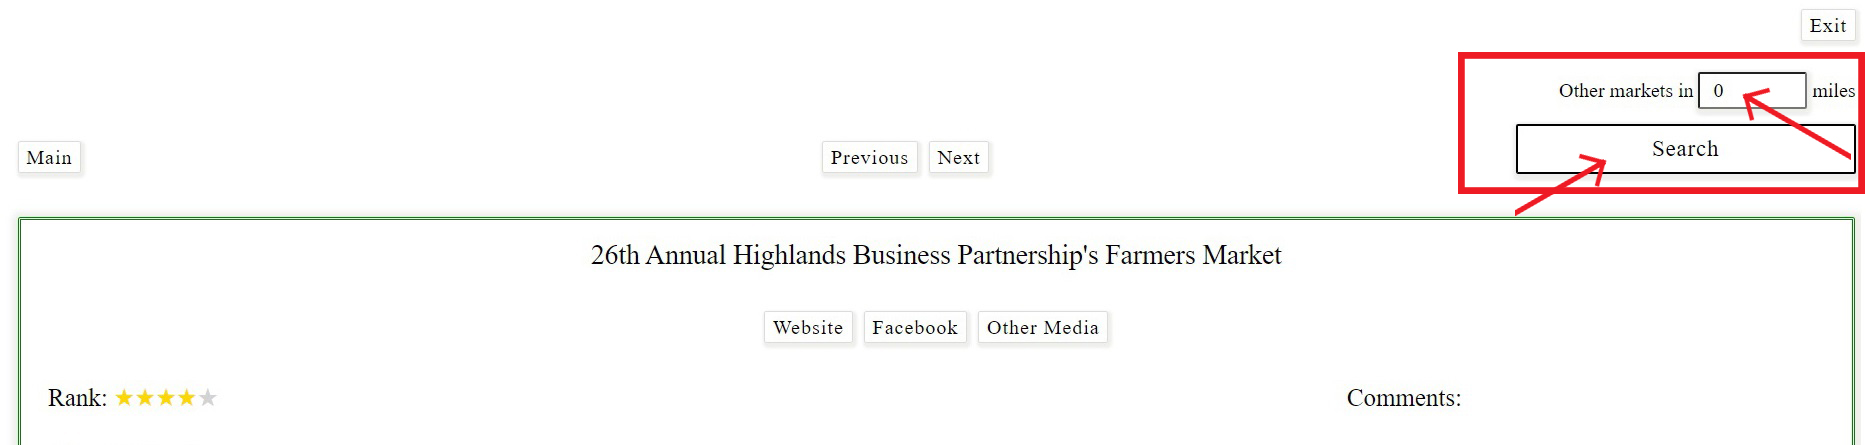 Exit
Other markets in 0 miles
Search
Main Previous Next
26th Annual Highlands Business Partnership's Farmers Market
Website Facebook Other Media
Rank: ★★★★★ Comments: